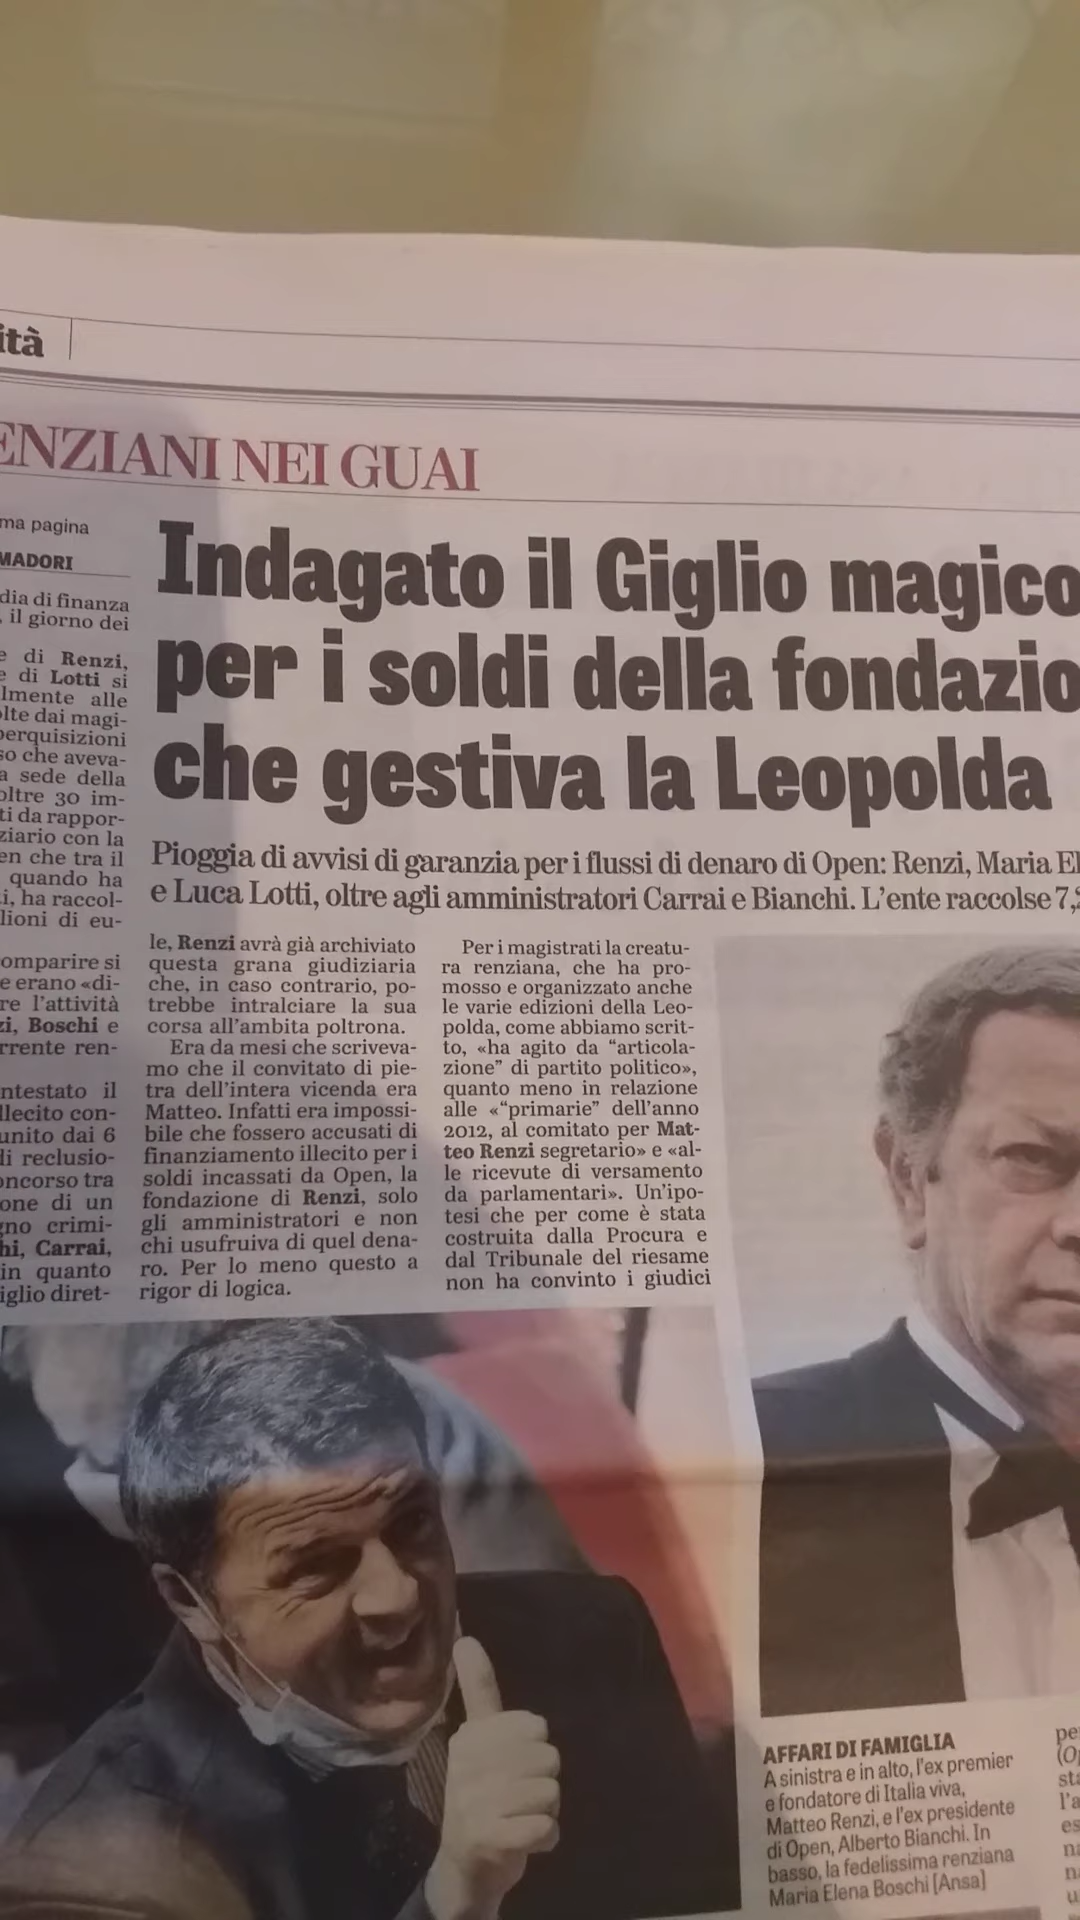 ità
ENZIANI NEI GUAI
ma pagina
MADORI
Indagato il Giglio magico
per i soldi della fondazio
che gestiva la Leopolda
Pioggia di avvisi di garanzia per i flussi di denaro di Open: Renzi, Maria El
e Luca Lotti, oltre agli amministratori Carrai e Bianchi. L'ente raccolse 7,
dia di finanza
, il giorno dei
e di Renzi,
e di Lotti si
lmente alle
olte dai magi-
perquisizioni
so che aveva-
a sede della
oltre 30 im-
ti da rappor-
ziario con la
en che tra il
quando ha
i, ha raccol-
lioni di eu-
omparire si
e erano «di-
re l'attività
zi, Boschi e
rrente ren-
ntestato il
llecito con-
unito dai 6
di reclusio-
oncorso tra
one di un
gno crimi-
hi, Carrai,
in quanto
iglio diret-
le, Renzi avrà già archiviato
questa grana giudiziaria
che, in caso contrario, po-
trebbe intralciare la sua
corsa all'ambita poltrona.
Era da mesi che scriveva-
mo che il convitato di pie-
tra dell'intera vicenda era
Matteo. Infatti era impossi-
bile che fossero accusati di
finanziamento illecito per i
soldi incassati da Open, la
fondazione di Renzi, solo
gli amministratori e non
chi usufruiva di quel dena-
ro. Per lo meno questo a
rigor di logica.
Per i magistrati la creatu-
ra renziana, che ha pro-
mosso e organizzato anche
le varie edizioni della Leo-
polda, come abbiamo scrit-
to, «ha agito da “articola-
zione” di partito politico»,
quanto meno in relazione
alle «“primarie” dell'anno
2012, al comitato per Mat-
teo Renzi segretario» e «al-
le ricevute di versamento
da parlamentari». Un'ipo-
tesi che per come è stata
costruita dalla Procura e
dal Tribunale del riesame
non ha convinto i giudici
AFFARI DI FAMIGLIA
A sinistra e in alto, l'ex premier
e fondatore di Italia viva,
Matteo Renzi, e l'ex presidente
di Open, Alberto Bianchi. In
basso, la fedelissima renziana
Maria Elena Boschi [Ansa]
pe
(Op
sta
l'a
es
na
na
u